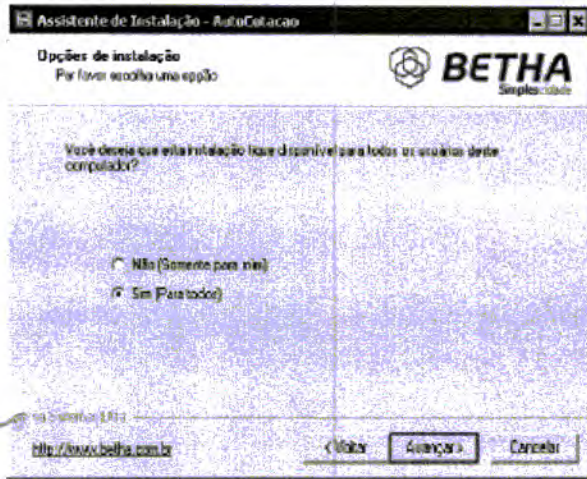 Assistente de Instalação - AutoCotacao
Opções de instalação
Por favor escolha uma opção
BETHA
Simplescidade
Você deseja que esta instalação fique disponível para todos os usuários deste
computador?
Não (Somente para mim)
Sim (Para todos)
http://www.betha.com.br
< Voltar
Avançar >
Cancelar